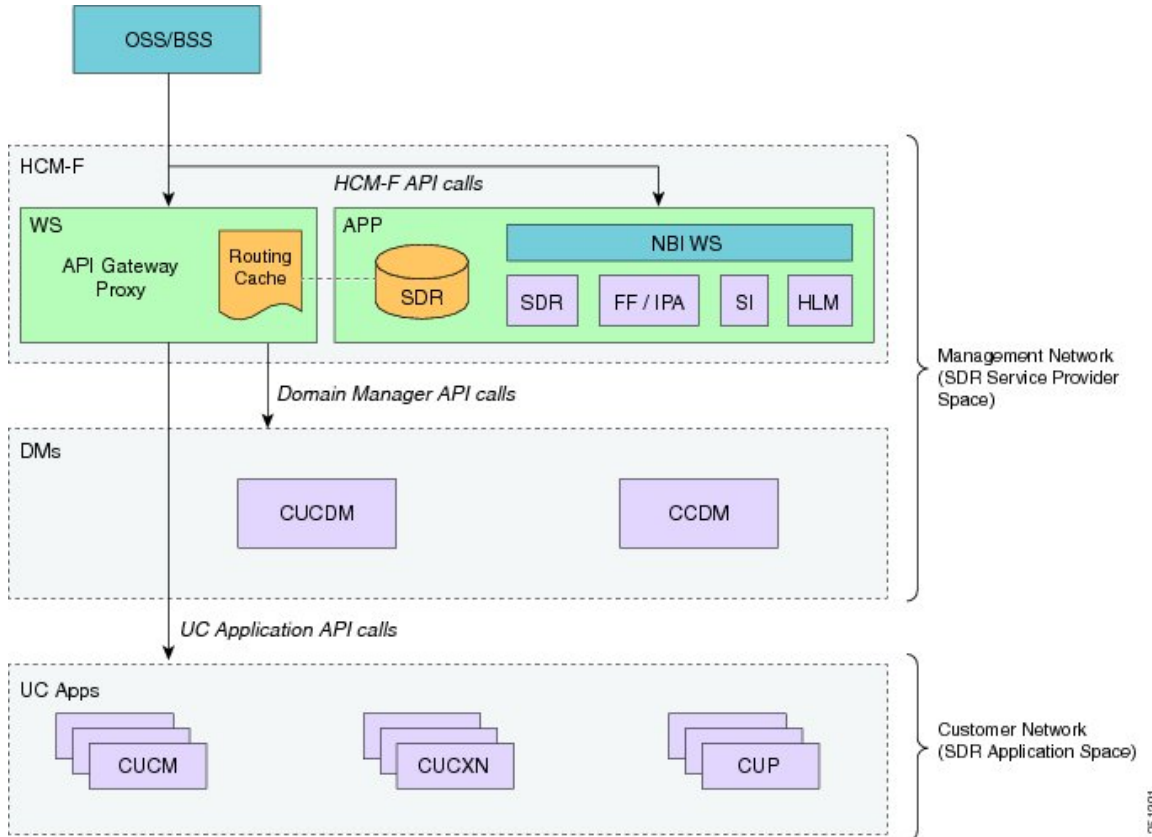 OSS/BSS
HCM-F
HCM-F API calls
WS
API Gateway
Proxy
Routing
Cache
APP
SDR
NBI WS
SDR
FF / IPA
SI
HLM
Management Network
(SDR Service Provider
Space)
Domain Manager API calls
DMs
CUCDM
CCDM
UC Application API calls
UC Apps
CUCM
CUCXN
CUP
Customer Network
(SDR Application Space)